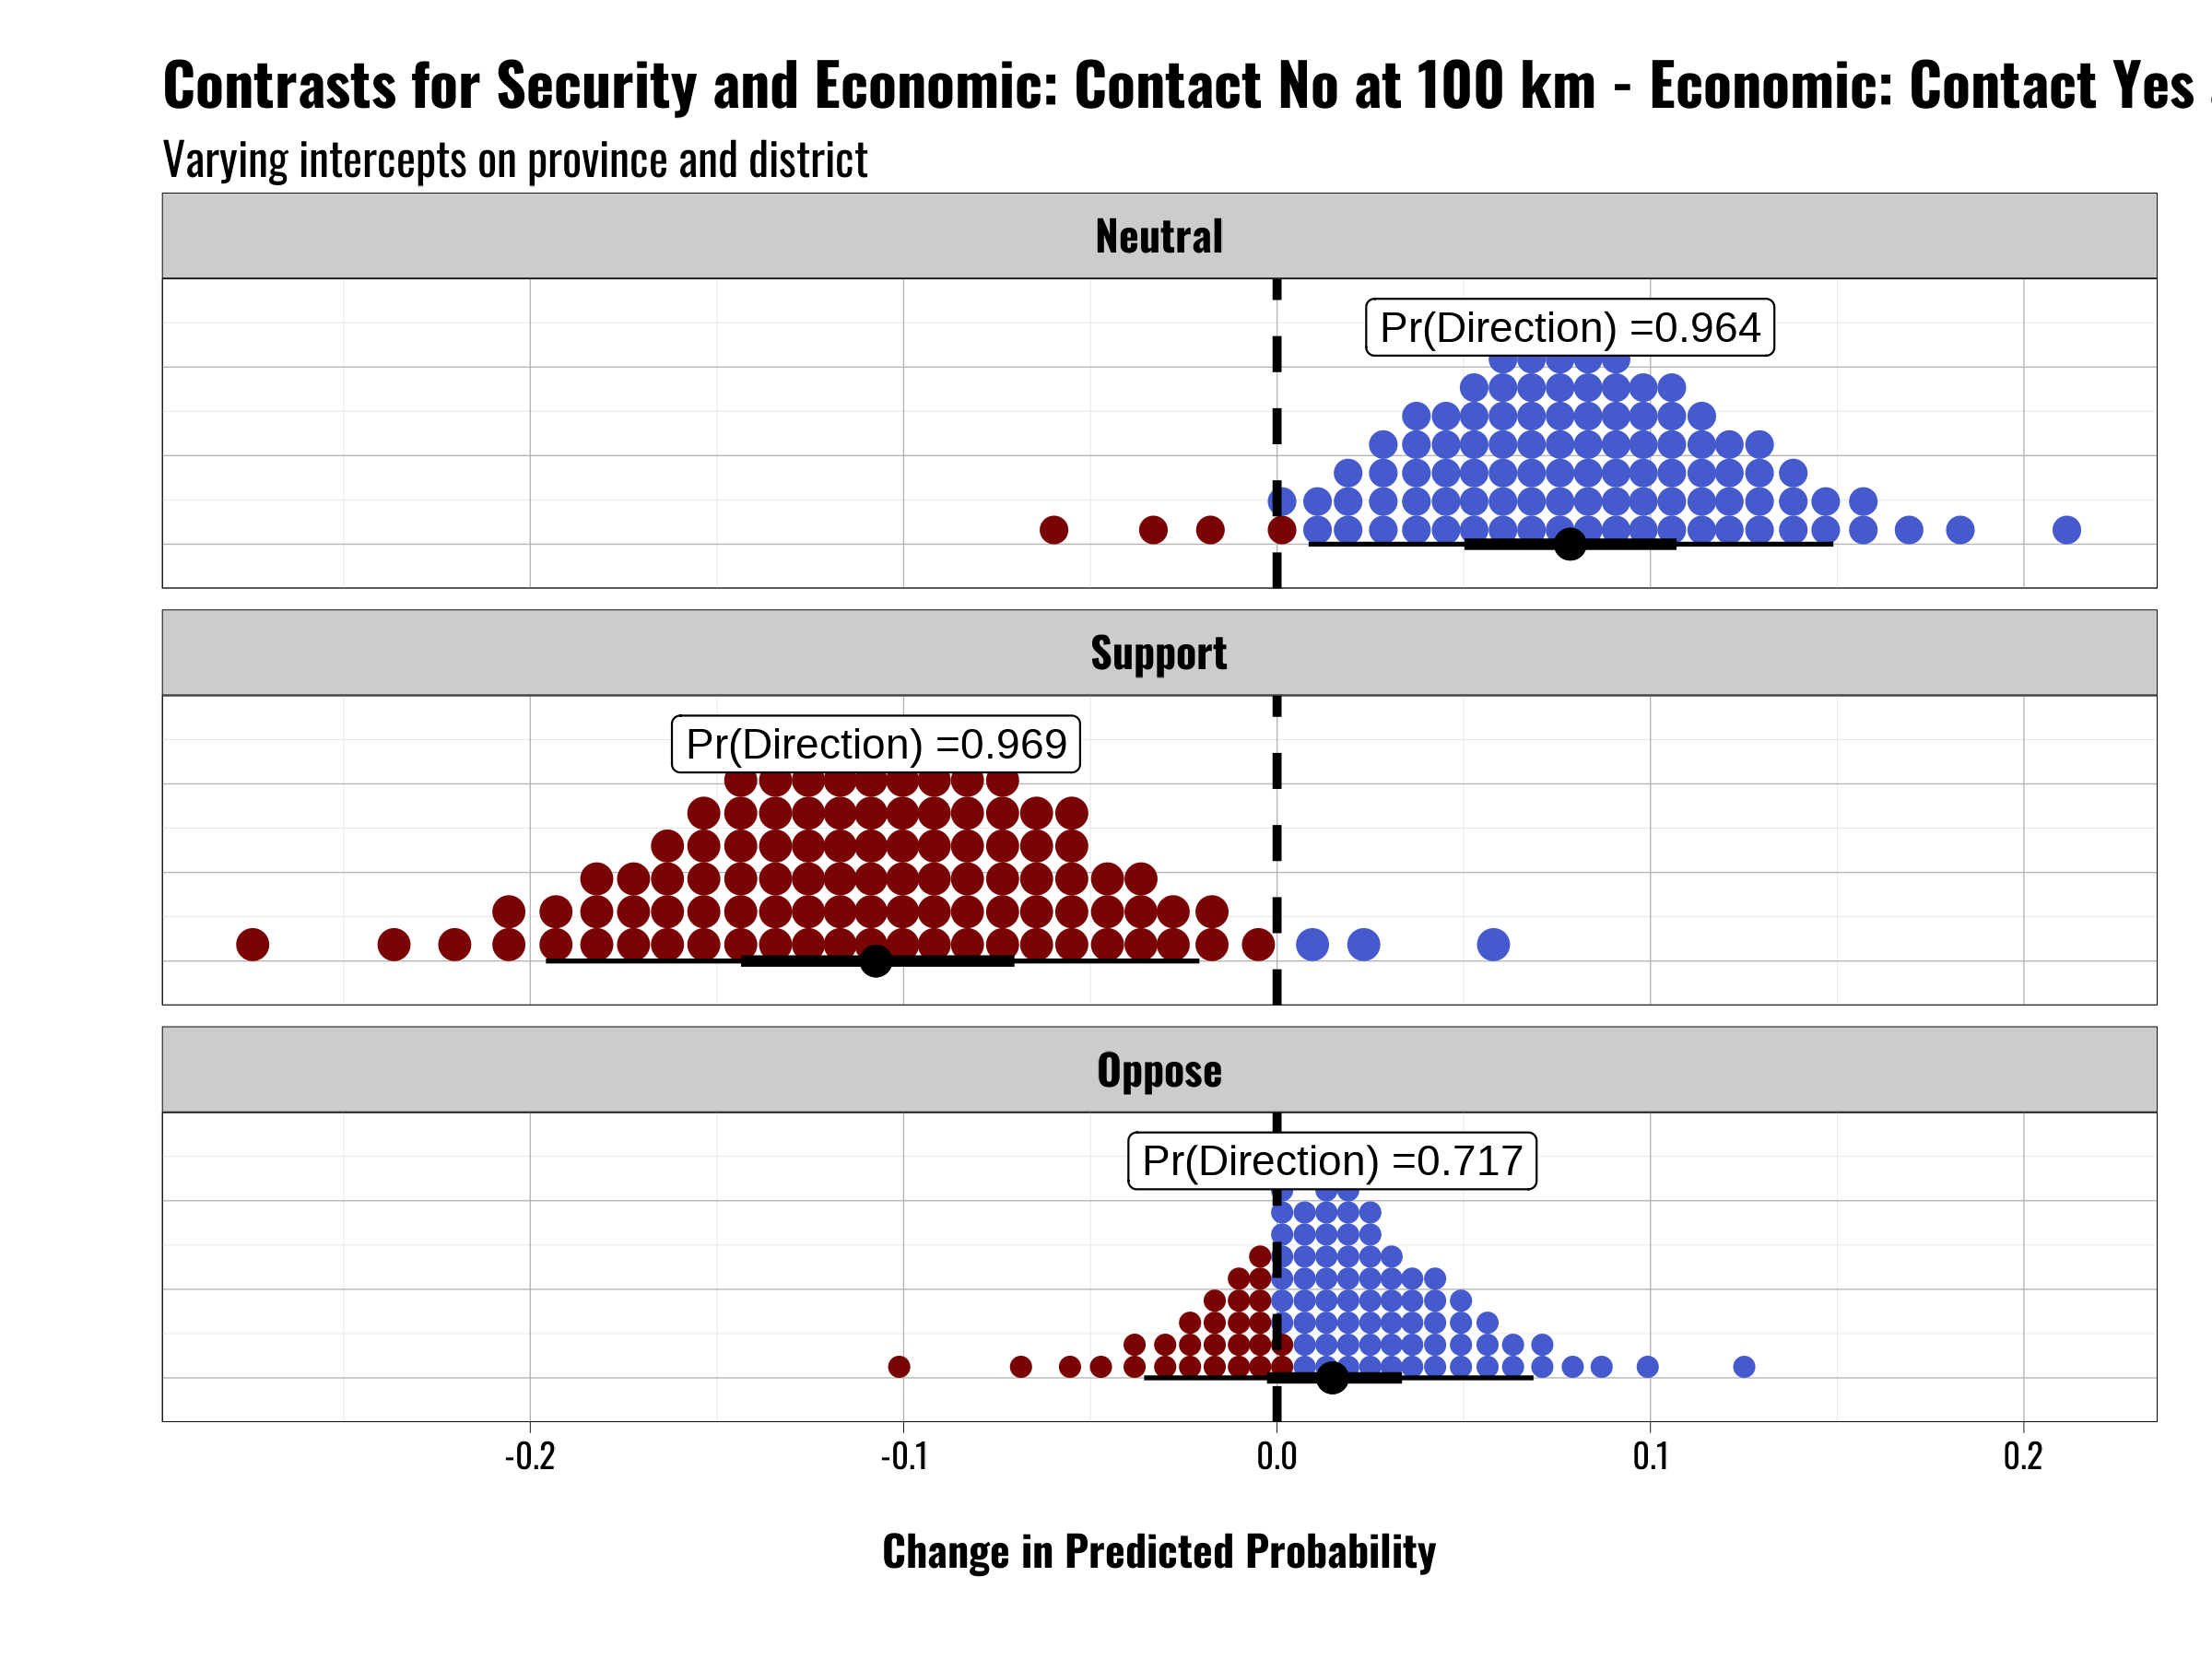 Contrasts for Security and Economic: Contact No at 100 km - Economic: Contact Yes
Varying intercepts on province and district
Neutral
Pr(Direction) =0.964
Support
Pr(Direction) =0.969
Oppose
Pr(Direction) =0.717
-0.2 -0.1 0.0 0.1 0.2
Change in Predicted Probability